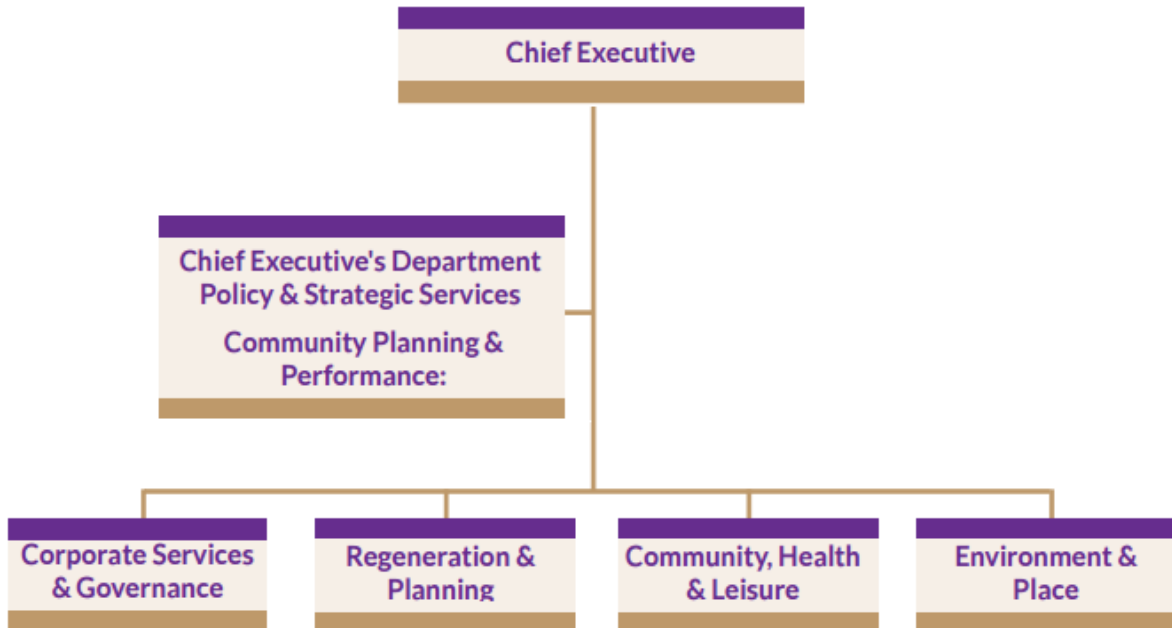 Chief Executive
Chief Executive's Department
Policy & Strategic Services
Community Planning &
Performance:
Corporate Services
& Governance
Regeneration &
Planning
Community, Health
& Leisure
Environment &
Place